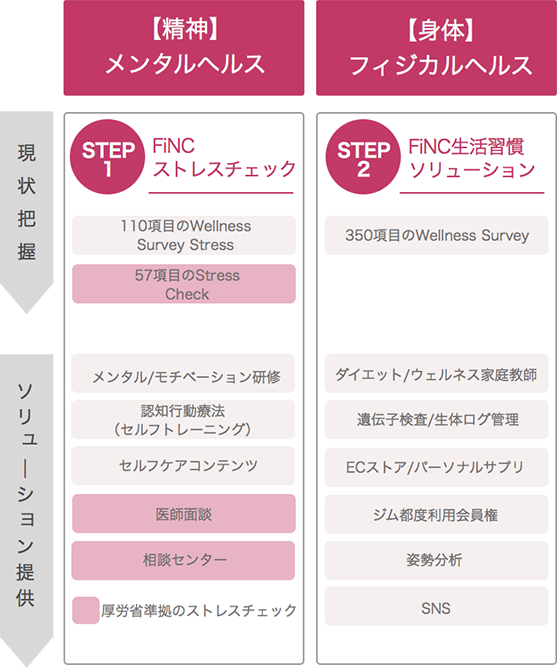 【精神】
メンタルヘルス
【身体】
フィジカルヘルス
現状把握
STEP
1
FiNC
ストレスチェック
110項目のWellness
Survey Stress
57項目のStress
Check
STEP
2
FiNC生活習慣
ソリューション
350項目のWellness Survey
ソリューション提供
メンタル/モチベーション研修
認知行動療法
（セルフトレーニング）
セルフケアコンテンツ
医師面談
相談センター
厚労省準拠のストレスチェック
ダイエット/ウェルネス家庭教師
遺伝子検査/生体ログ管理
ECストア/パーソナルサプリ
ジム都度利用会員権
姿勢分析
SNS